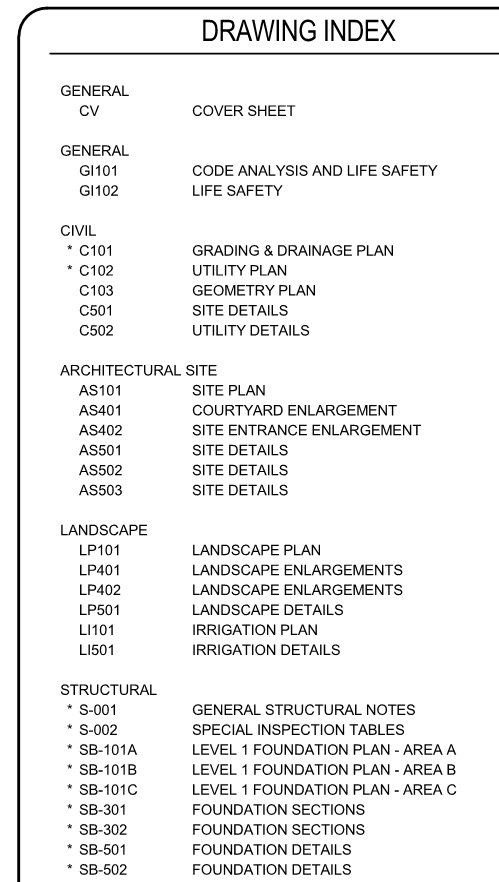 DRAWING INDEX
GENERAL
CV COVER SHEET
GENERAL
GI101 CODE ANALYSIS AND LIFE SAFETY
GI102 LIFE SAFETY
CIVIL
* C101 GRADING & DRAINAGE PLAN
* C102 UTILITY PLAN
C103 GEOMETRY PLAN
C501 SITE DETAILS
C502 UTILITY DETAILS
ARCHITECTURAL SITE
AS101 SITE PLAN
AS401 COURTYARD ENLARGEMENT
AS402 SITE ENTRANCE ENLARGEMENT
AS501 SITE DETAILS
AS502 SITE DETAILS
AS503 SITE DETAILS
LANDSCAPE
LP101 LANDSCAPE PLAN
LP401 LANDSCAPE ENLARGEMENTS
LP402 LANDSCAPE ENLARGEMENTS
LP501 LANDSCAPE DETAILS
LI101 IRRIGATION PLAN
LI501 IRRIGATION DETAILS
STRUCTURAL
* S-001 GENERAL STRUCTURAL NOTES
* S-002 SPECIAL INSPECTION TABLES
* SB-101A LEVEL 1 FOUNDATION PLAN - AREA A
* SB-101B LEVEL 1 FOUNDATION PLAN - AREA B
* SB-101C LEVEL 1 FOUNDATION PLAN - AREA C
* SB-301 FOUNDATION SECTIONS
* SB-302 FOUNDATION SECTIONS
* SB-501 FOUNDATION DETAILS
* SB-502 FOUNDATION DETAILS